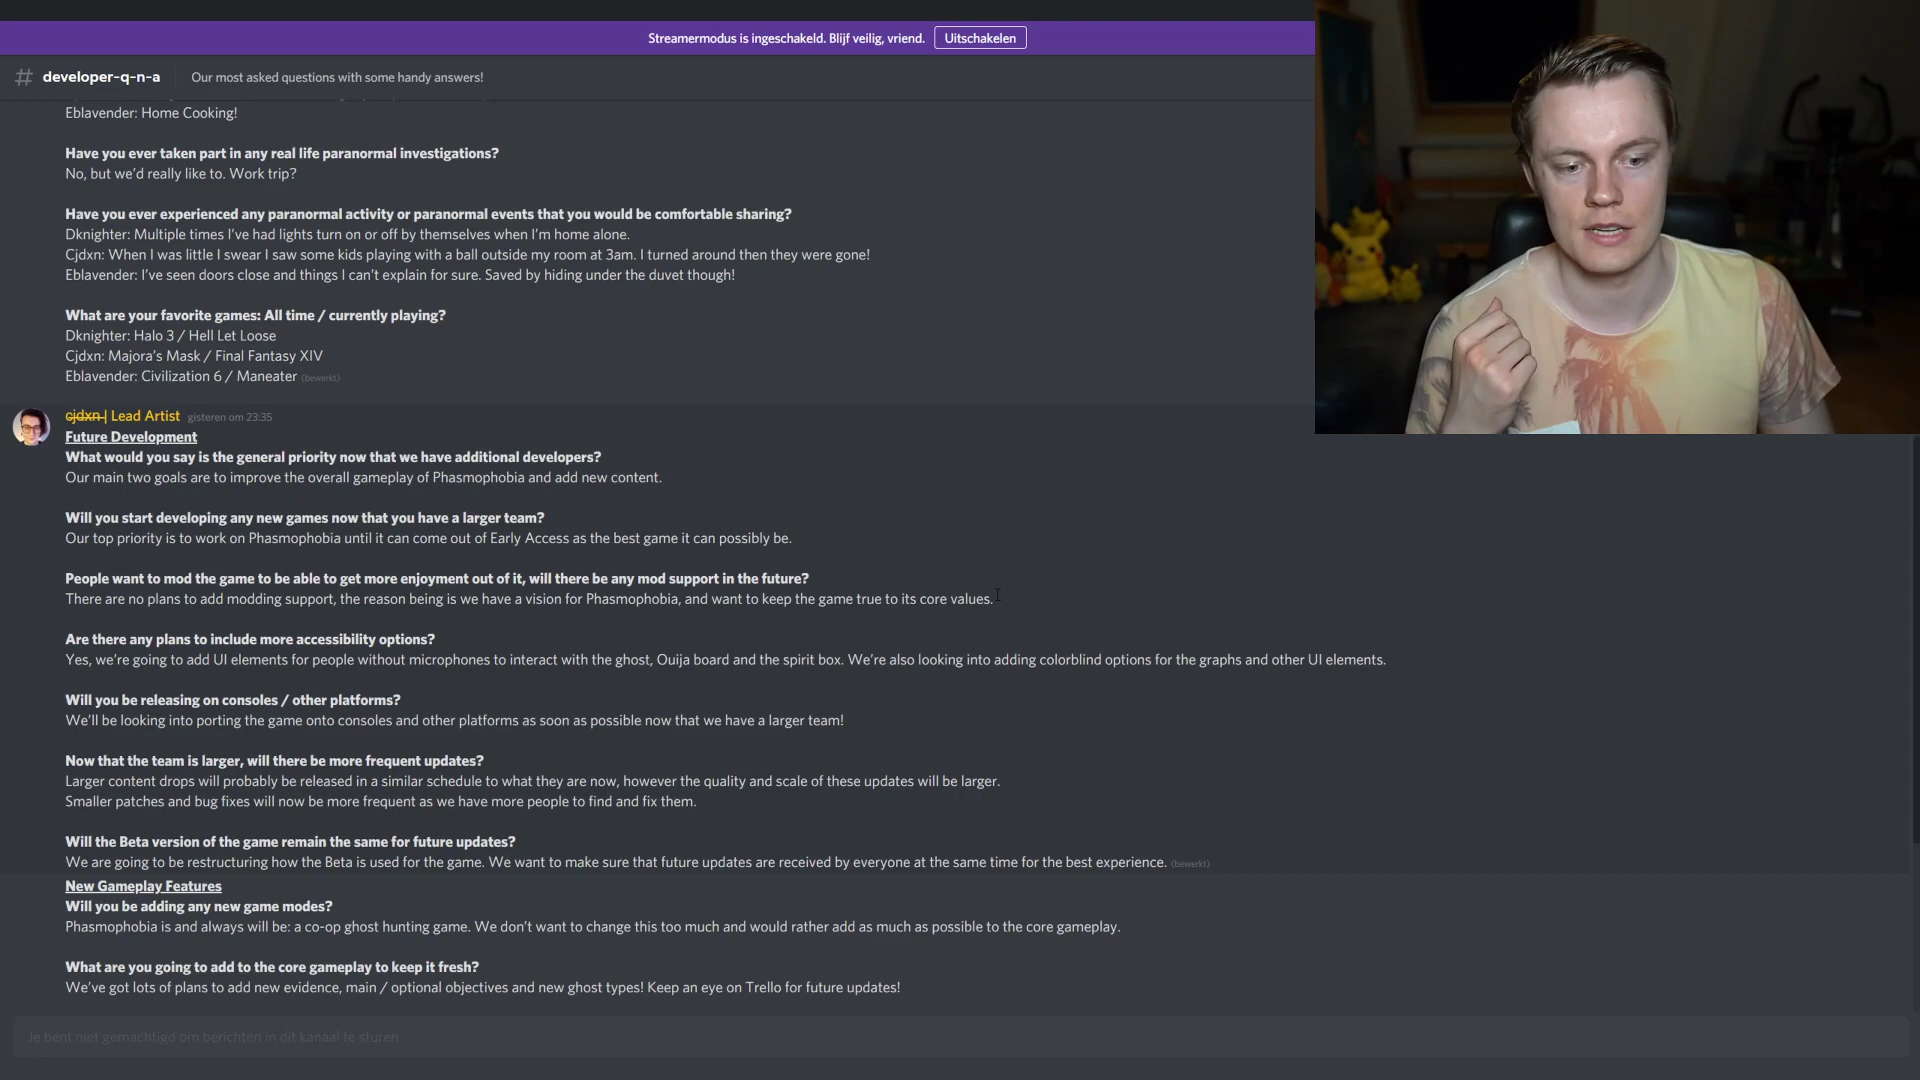 Streamermodus is ingeschakeld. Blijf veilig, vriend. Uitschakelen
# developer-q-n-a Our most asked questions with some handy answers!
Eblavender: Home Cooking!
Have you ever taken part in any real life paranormal investigations?
No, but we'd really like to. Work trip?
Have you ever experienced any paranormal activity or paranormal events that you would be comfortable sharing?
Dknighter: Multiple times I've had lights turn on or off by themselves when I'm home alone.
Cjdxn: When I was little I swear I saw some kids playing with a ball outside my room at 3am. I turned around then they were gone!
Eblavender: I've seen doors close and things I can't explain for sure. Saved by hiding under the duvet though!
What are your favorite games: All time / currently playing?
Dknighter: Halo 3 / Hell Let Loose
Cjdxn: Majora's Mask / Final Fantasy XIV
Eblavender: Civilization 6 / Maneater (bewerkt)
cjdxn | Lead Artist gisteren om 23:35
Future Development
What would you say is the general priority now that we have additional developers?
Our main two goals are to improve the overall gameplay of Phasmophobia and add new content.
Will you start developing any new games now that you have a larger team?
Our top priority is to work on Phasmophobia until it can come out of Early Access as the best game it can possibly be.
People want to mod the game to be able to get more enjoyment out of it, will there be any mod support in the future?
There are no plans to add modding support, the reason being is we have a vision for Phasmophobia, and want to keep the game true to its core values.
Are there any plans to include more accessibility options?
Yes, we're going to add UI elements for people without microphones to interact with the ghost, Ouija board and the spirit box. We're also looking into adding colorblind options for the graphs and other UI elements.
Will you be releasing on consoles / other platforms?
We'll be looking into porting the game onto consoles and other platforms as soon as possible now that we have a larger team!
Now that the team is larger, will there be more frequent updates?
Larger content drops will probably be released in a similar schedule to what they are now, however the quality and scale of these updates will be larger.
Smaller patches and bug fixes will now be more frequent as we have more people to find and fix them.
Will the Beta version of the game remain the same for future updates?
We are going to be restructuring how the Beta is used for the game. We want to make sure that future updates are received by everyone at the same time for the best experience. (bewerkt)
New Gameplay Features
Will you be adding any new game modes?
Phasmophobia is and always will be: a co-op ghost hunting game. We don't want to change this too much and would rather add as much as possible to the core gameplay.
What are you going to add to the core gameplay to keep it fresh?
We've got lots of plans to add new evidence, main / optional objectives and new ghost types! Keep an eye on Trello for future updates!
Je bent niet gemachtigd om berichten in dit kanaal te sturen.